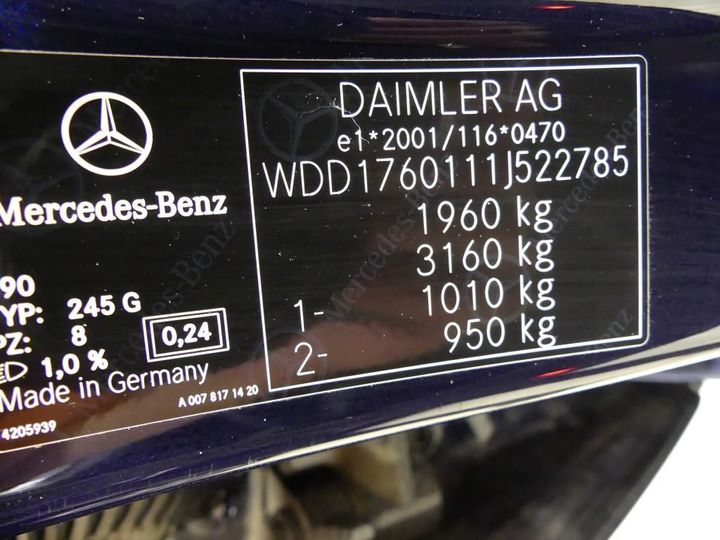 DAIMLER AG
e1*2001/116*0470
WDD1760111J522785
1960 kg
3160 kg
1- 1010 kg
2- 950 kg
Mercedes-Benz
90
YP: 245 G
PZ: 8
0,24
1,0 %
Made in Germany
A 007 817 14 20
4205939